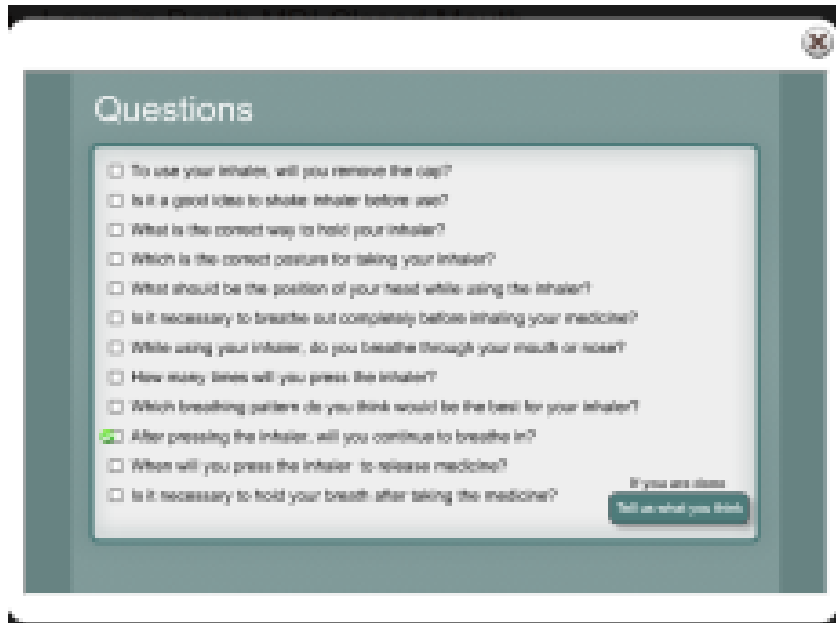 Questions
To use your inhaler, will you remove the cap?
Is it a good idea to shake inhaler before use?
What is the correct way to hold your inhaler?
Which is the correct posture for taking your inhaler?
What should be the position of your head while using the inhaler?
Is it necessary to breathe out completely before inhaling your medicine?
While using your inhaler, do you breathe through your mouth or nose?
How many times will you press the inhaler?
Which breathing pattern do you think would be the best for your inhaler?
After pressing the inhaler, will you continue to breathe in?
When will you press the inhaler to release medicine?
Is it necessary to hold your breath after taking the medicine?
If you are done
Tell us what you think